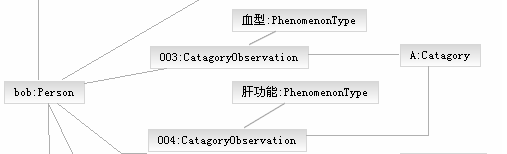 血型:PhenomenonType
003:CatagoryObservation
A:Catagory
bob:Person
肝功能:PhenomenonType
004:CatagoryObservation